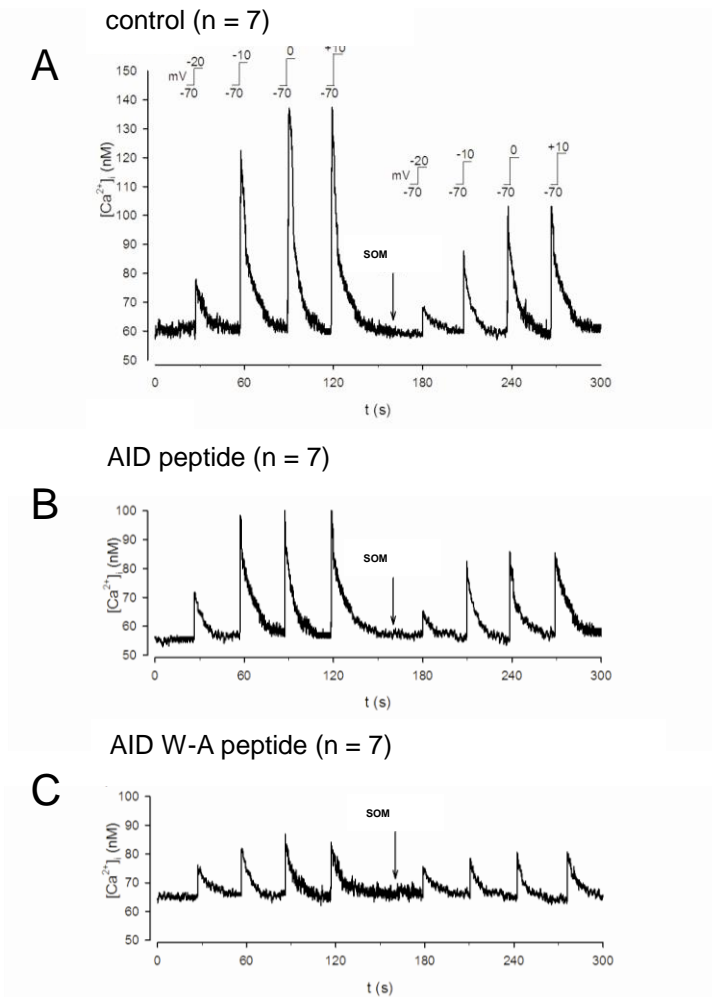 control (n = 7)
A
-20 -10 0 +10
mV
-70 -70 -70 -70
150
140
130
120
110
100
90
80
70
60
50
[Ca²⁺]ᵢ (nM)
-20 -10 0 +10
mV
-70 -70 -70 -70
SOM
0 60 120 180 240 300
t (s)
AID peptide (n = 7)
B
100
90
80
70
60
50
[Ca²⁺]ᵢ (nM)
SOM
0 60 120 180 240 300
t (s)
AID W-A peptide (n = 7)
C
100
90
80
70
60
50
[Ca²⁺]ᵢ (nM)
SOM
0 60 120 180 240 300
t (s)